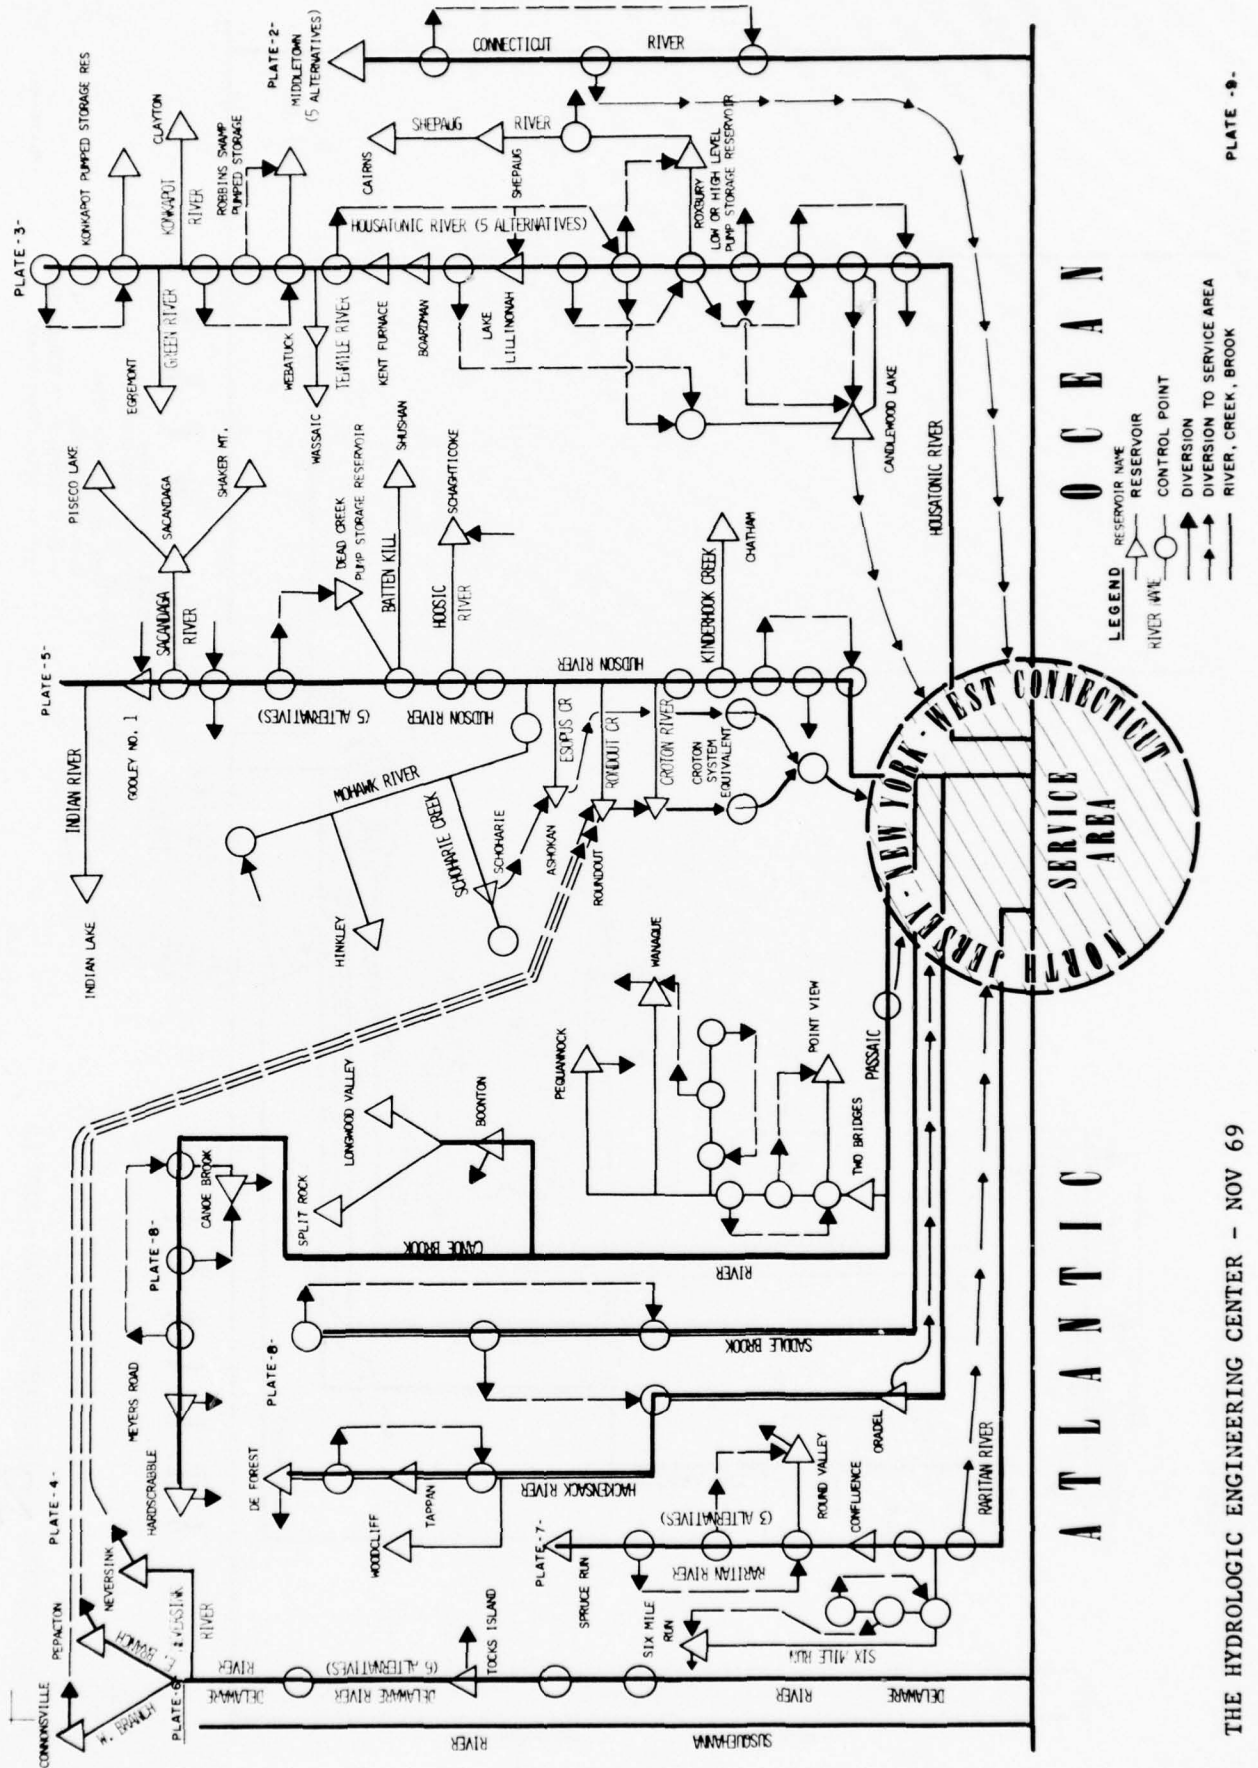 PLATE -2-
MIDDLETOWN
(5 ALTERNATIVES)
CONNECTICUT
RIVER
PLATE -3-
KONKAPOT PUMPED STORAGE RES
CLAYTON
KONKAPOT
RIVER
ROBBINS SWAMP
PUMPED STORAGE
CAIRNS
SHEPAUG
RIVER
SHEPAUG
HOUSATONIC RIVER (5 ALTERNATIVES)
ROXBURY
LOW OR HIGH LEVEL
PUMP STORAGE RESERVOIR
EGREMONT
GREEN RIVER
WEBATUCK
TENMILE RIVER
WASSAIC
KENT FURNACE
BOARDMAN
LAKE
LILLINONAH
CANDLEWOOD LAKE
HOUSATONIC RIVER
PISECO LAKE
SACANDAGA
SHAKER MT.
SACANDAGA
RIVER
DEAD CREEK
PUMP STORAGE RESERVOIR
SHUSHAN
BATTEN KILL
SCHAGHTICOKE
HOOSIC
RIVER
KINDERHOOK CREEK
CHATHAM
PLATE -5-
INDIAN RIVER
INDIAN LAKE
GOOLEY NO. 1
(5 ALTERNATIVES)
HUDSON RIVER
HUDSON RIVER
MOHAWK RIVER
HINKLEY
SCHOHARIE CREEK
SCHOHARIE
ASHOKAN
ESOPUS CR
ROUNDOUT
RONDOUT CR
CROTON RIVER
CROTON
SYSTEM
EQUIVALENT
NORTH JERSEY - NEW YORK - WEST CONNECTICUT
SERVICE
AREA
WANAQUE
PEQUANNOCK
POINT VIEW
PASSAIC
TWO BRIDGES
LONGWOOD VALLEY
BOONTON
SPLIT ROCK
CANOE BROOK
PLATE -8-
CANOE BROOK
RIVER
MEYERS ROAD
HARDSCRABBLE
PLATE -8-
SADDLE BROOK
DE FOREST
TAPPAN
HACKENSACK RIVER
WOODCLIFF
ORADEL
PLATE -7-
SPRUCE RUN
(3 ALTERNATIVES)
RARITAN RIVER
ROUND VALLEY
CONFLUENCE
RARITAN RIVER
SIX MILE
RUN
SIX MILE RUN
PLATE -4-
NEVERSINK
PEPACTON
CONNONSVILLE
W. BRANCH
E. BRANCH
RIVER
PLATE -6-
DELAWARE
RIVER
(6 ALTERNATIVES)
DELAWARE RIVER
TOCKS ISLAND
RIVER
DELAWARE
RIVER
SUSQUEHANNA
ATLANTIC
OCEAN
LEGEND
RESERVOIR NAME
RESERVOIR
RIVER NAME
CONTROL POINT
DIVERSION
DIVERSION TO SERVICE AREA
RIVER, CREEK, BROOK
THE HYDROLOGIC ENGINEERING CENTER - NOV 69
PLATE -9-